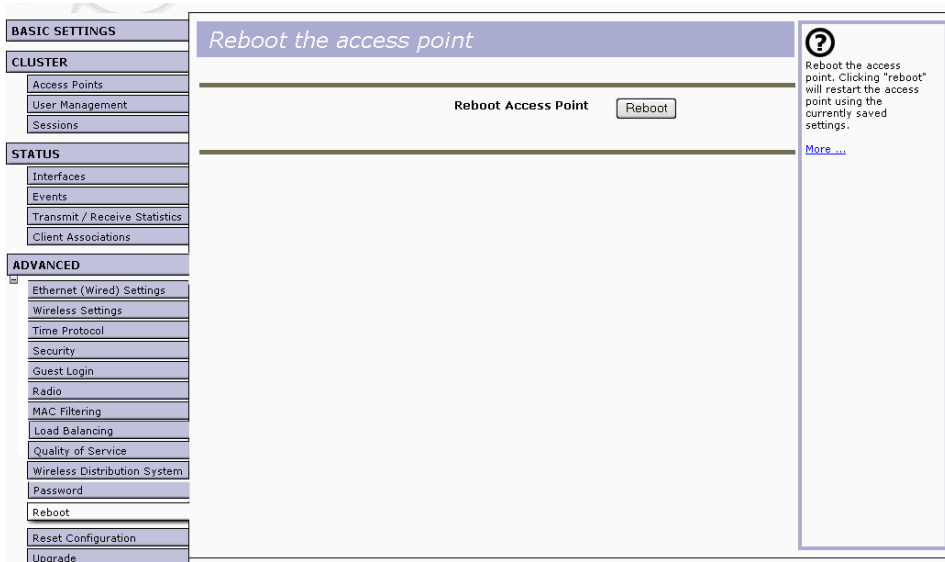 BASIC SETTINGS
CLUSTER
Access Points
User Management
Sessions
STATUS
Interfaces
Events
Transmit / Receive Statistics
Client Associations
ADVANCED
Ethernet (Wired) Settings
Wireless Settings
Time Protocol
Security
Guest Login
Radio
MAC Filtering
Load Balancing
Quality of Service
Wireless Distribution System
Password
Reboot
Reset Configuration
Upgrade
Reboot the access point
Reboot Access Point Reboot
?
Reboot the access
point. Clicking "reboot"
will restart the access
point using the
currently saved
settings.
More ...